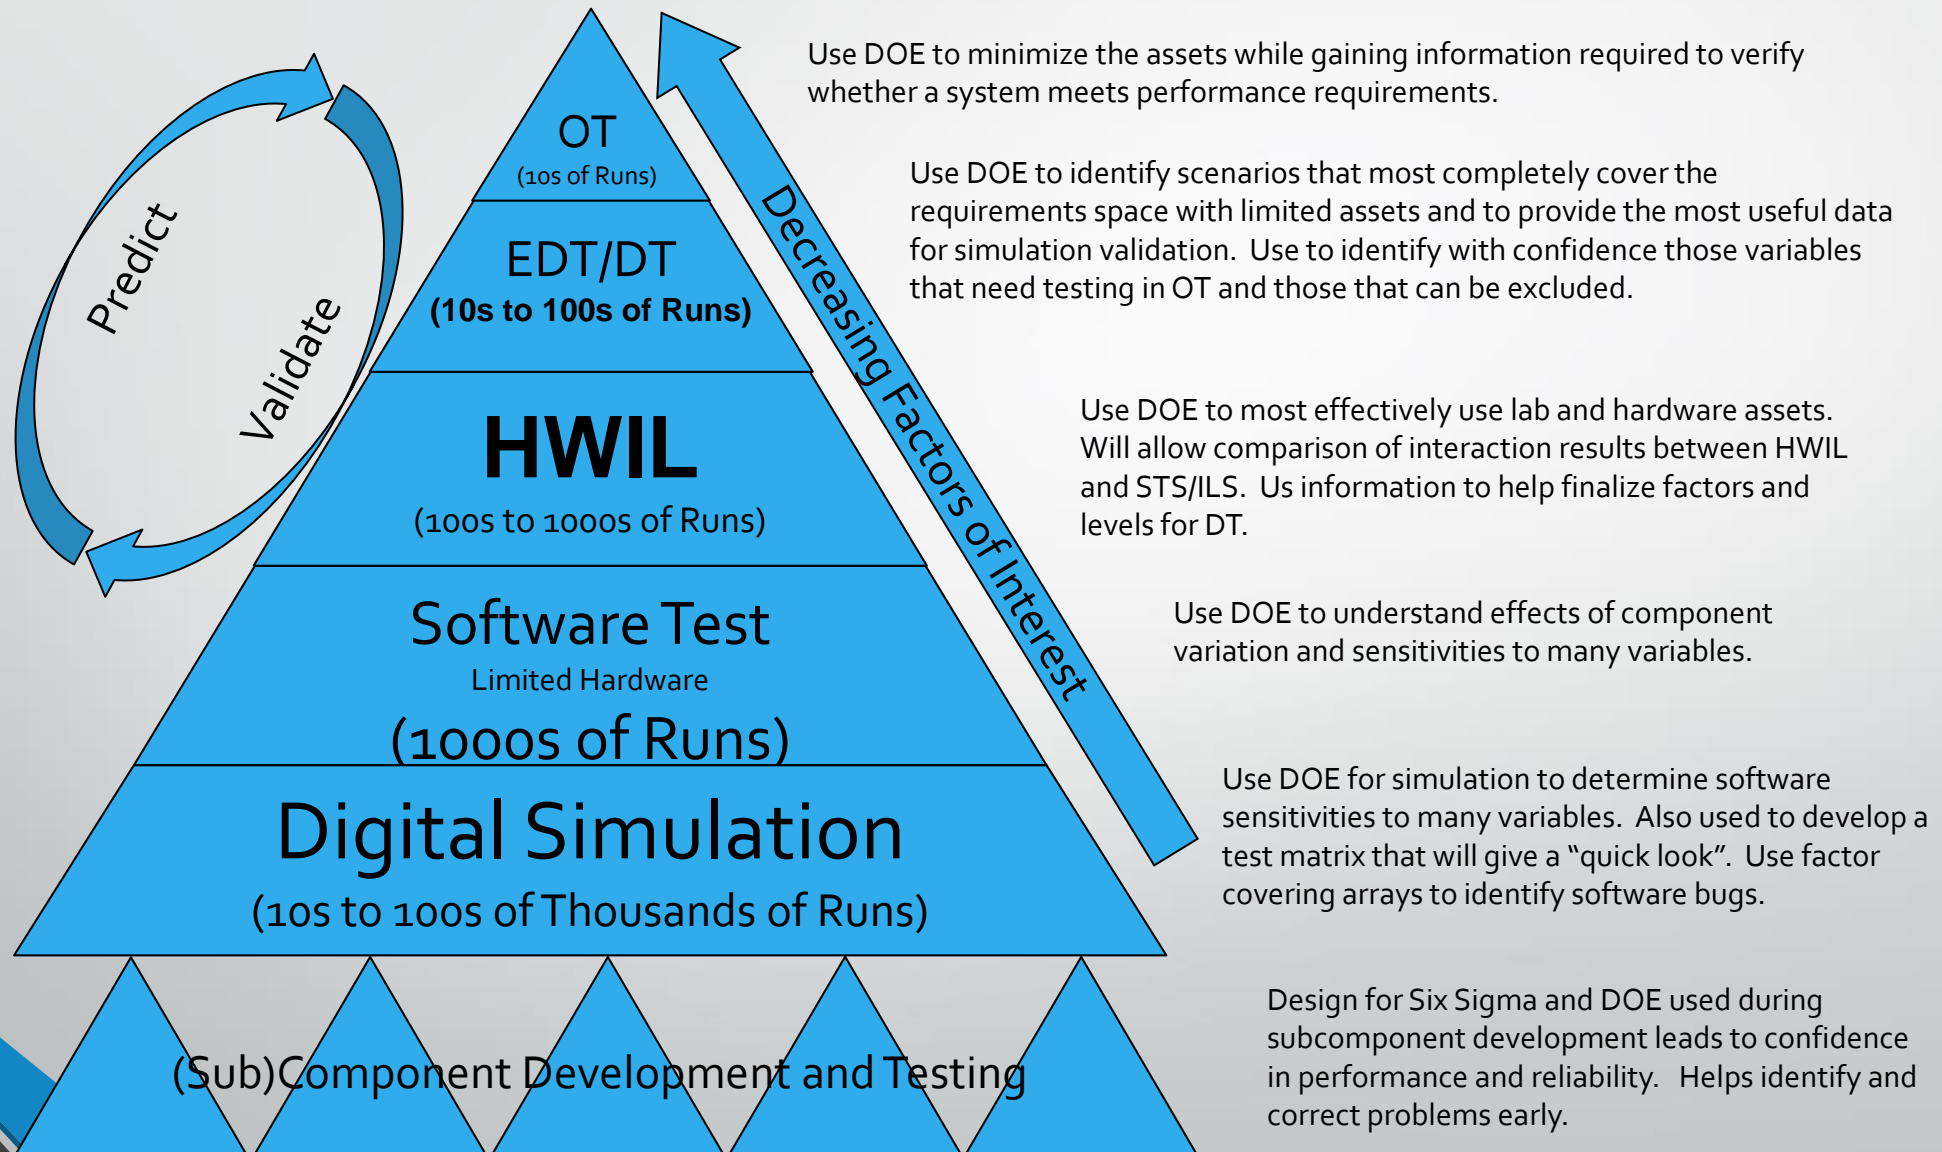 OT
(10s of Runs)
EDT/DT
(10s to 100s of Runs)
HWIL
(100s to 1000s of Runs)
Software Test
Limited Hardware
(1000s of Runs)
Digital Simulation
(10s to 100s of Thousands of Runs)
(Sub)Component Development and Testing
Predict
Validate
Decreasing Factors of Interest
Use DOE to minimize the assets while gaining information required to verify
whether a system meets performance requirements.
Use DOE to identify scenarios that most completely cover the
requirements space with limited assets and to provide the most useful data
for simulation validation.  Use to identify with confidence those variables
that need testing in OT and those that can be excluded.
Use DOE to most effectively use lab and hardware assets.
Will allow comparison of interaction results between HWIL
and STS/ILS.  Us information to help finalize factors and
levels for DT.
Use DOE to understand effects of component
variation and sensitivities to many variables.
Use DOE for simulation to determine software
sensitivities to many variables.  Also used to develop a
test matrix that will give a “quick look”.  Use factor
covering arrays to identify software bugs.
Design for Six Sigma and DOE used during
subcomponent development leads to confidence
in performance and reliability.   Helps identify and
correct problems early.